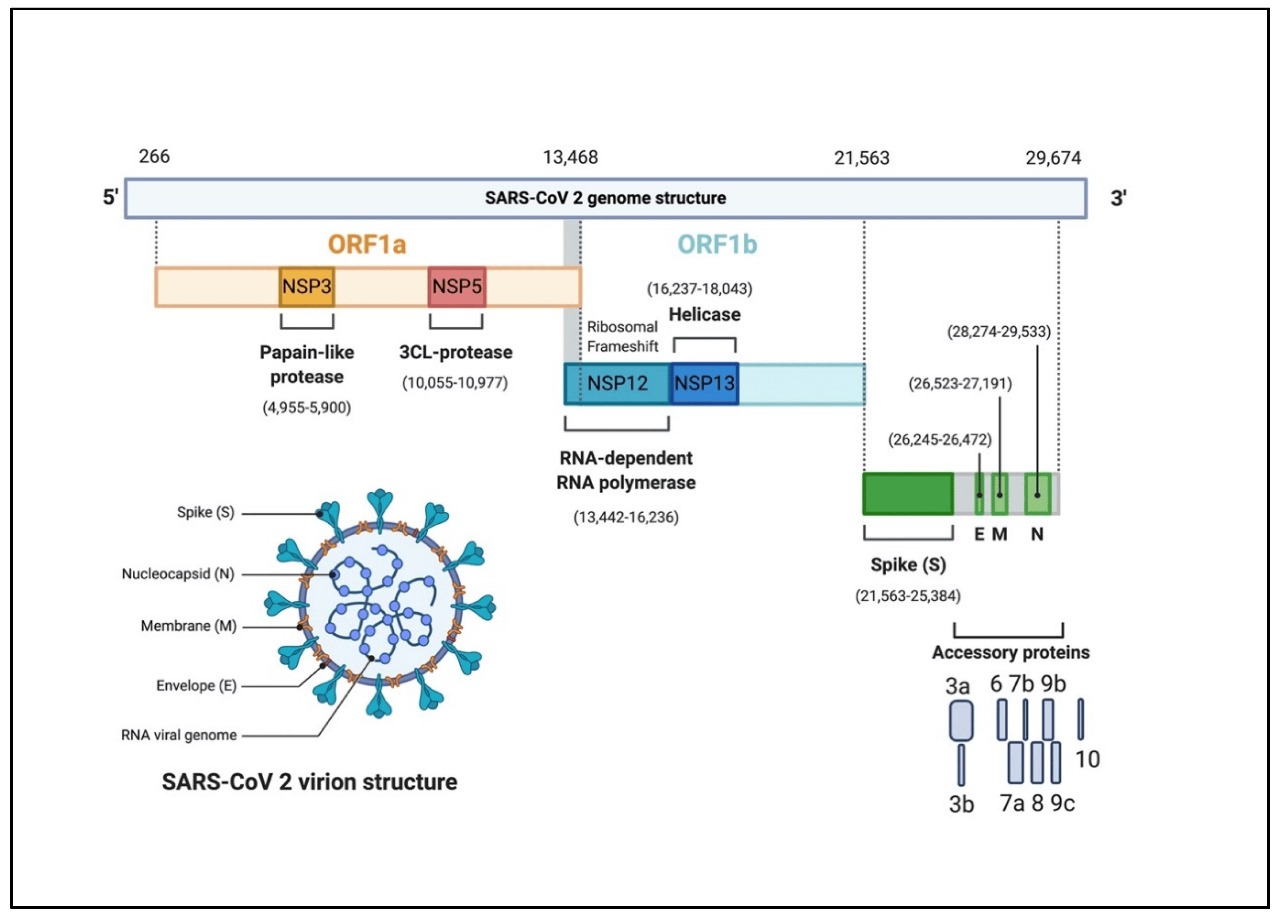 266 13,468 21,563 29,674
5' SARS-CoV 2 genome structure 3'
ORF1a ORF1b
NSP3 NSP5
(16,237-18,043)
Helicase
Ribosomal
Frameshift
Papain-like
protease
(4,955-5,900)
3CL-protease
(10,055-10,977)
NSP12 NSP13
RNA-dependent
RNA polymerase
(13,442-16,236)
(28,274-29,533)
(26,523-27,191)
(26,245-26,472)
E M N
Spike (S)
(21,563-25,384)
Accessory proteins
3a 6 7b 9b
10
3b 7a 8 9c
Spike (S)
Nucleocapsid (N)
Membrane (M)
Envelope (E)
RNA viral genome
SARS-CoV 2 virion structure